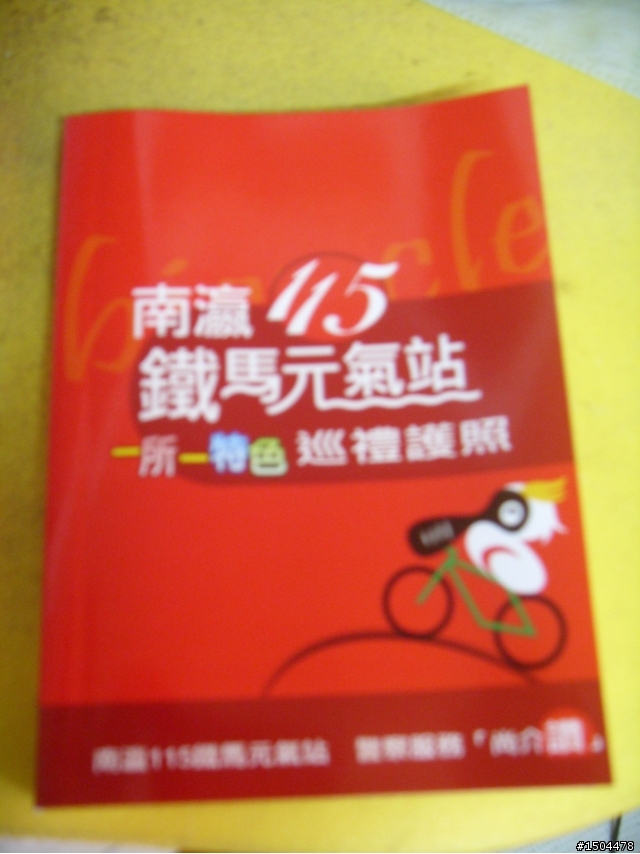 bicycle
南瀛115
鐵馬元氣站
一所一特色 巡禮護照
南瀛115鐵馬元氣站 警察服務『尚介讚』
#1504478